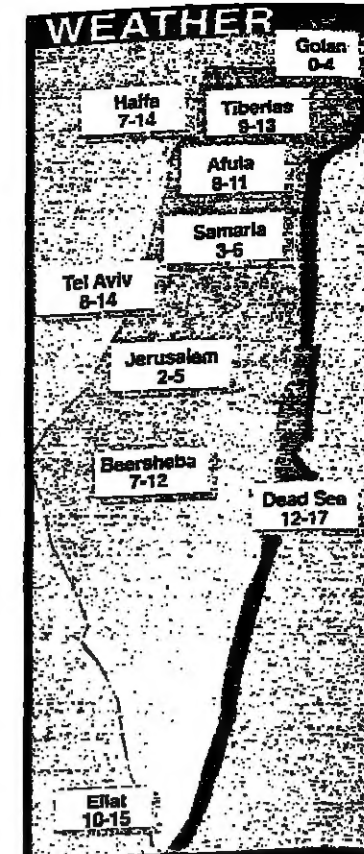 WEATHER
Golan
0-4
Haifa
7-14
Tiberias
9-13
Afula
8-11
Samaria
3-6
Tel Aviv
8-14
Jerusalem
2-5
Beersheba
7-12
Dead Sea
12-17
Eilat
10-15